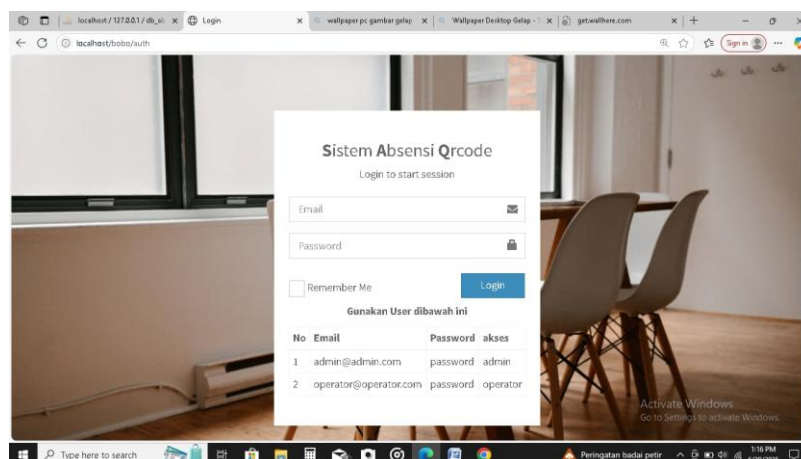 localhost / 127.0.0.1 / db_si
Login
wallpaper pc gambar gelap
Wallpaper Desktop Gelap -
get.wallhere.com
localhost/bobo/auth
Sign in
Sistem Absensi Qrcode
Login to start session
Email
Password
Remember Me
Login
Gunakan User dibawah ini
No Email Password akses
1 admin@admin.com password admin
2 operator@operator.com password operator
Activate Windows
Go to Settings to activate Windows.
Type here to search
Peringatan badai petir
1:16 PM